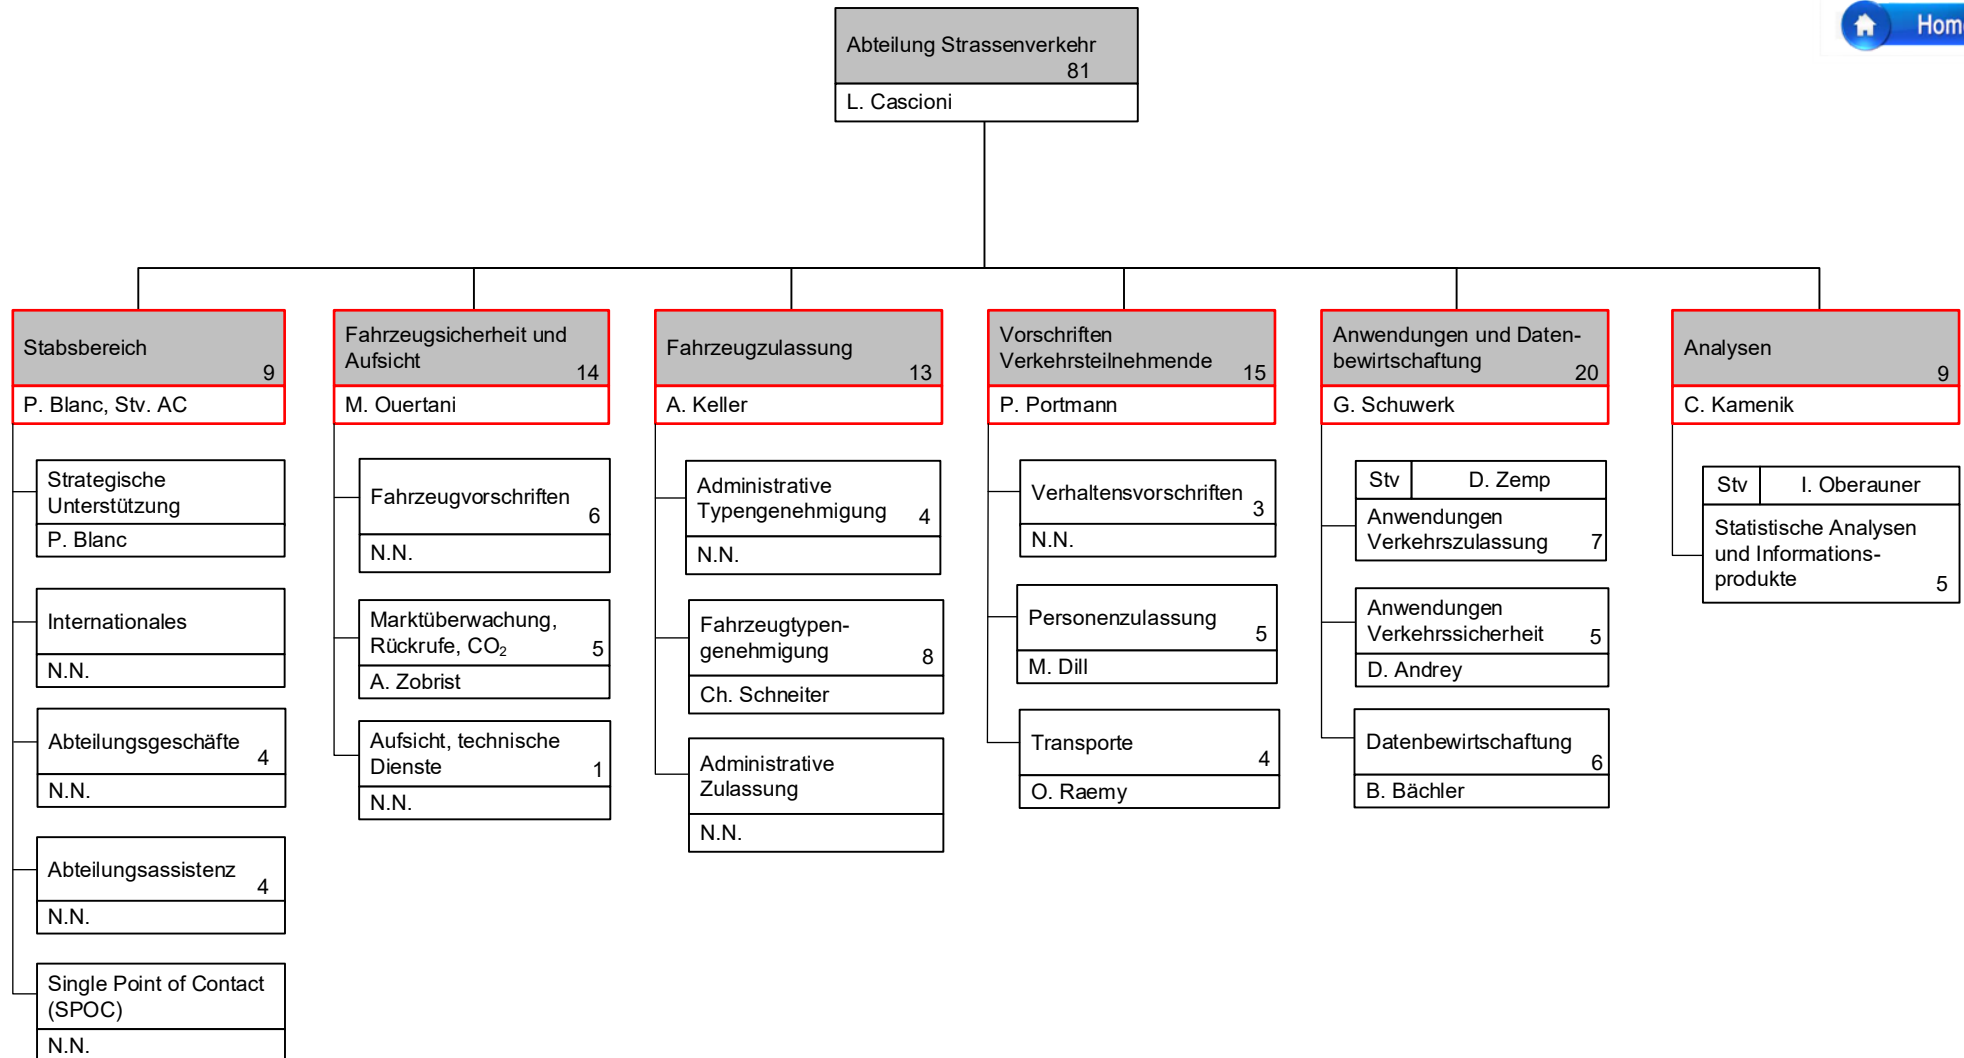 Abteilung Strassenverkehr
81
L. Cascioni
Stabsbereich
9
P. Blanc, Stv. AC
Strategische
Unterstützung
P. Blanc
Internationales
N.N.
Abteilungsgeschäfte
4
N.N.
Abteilungsassistenz
4
N.N.
Single Point of Contact
(SPOC)
N.N.
Fahrzeugsicherheit und
Aufsicht
14
M. Ouertani
Fahrzeugvorschriften
6
N.N.
Marktüberwachung,
Rückrufe, CO₂ 5
A. Zobrist
Aufsicht, technische
Dienste 1
N.N.
Fahrzeugzulassung
13
A. Keller
Administrative
Typengenehmigung 4
N.N.
Fahrzeugtypen-
genehmigung 8
Ch. Schneiter
Administrative
Zulassung
N.N.
Vorschriften
Verkehrsteilnehmende 15
P. Portmann
Verhaltensvorschriften
3
N.N.
Personenzulassung
5
M. Dill
Transporte
4
O. Raemy
Anwendungen und Daten-
bewirtschaftung 20
G. Schuwerk
Stv D. Zemp
Anwendungen
Verkehrszulassung 7
Anwendungen
Verkehrssicherheit 5
D. Andrey
Datenbewirtschaftung
6
B. Bächler
Analysen
9
C. Kamenik
Stv I. Oberauner
Statistische Analysen
und Informations-
produkte 5